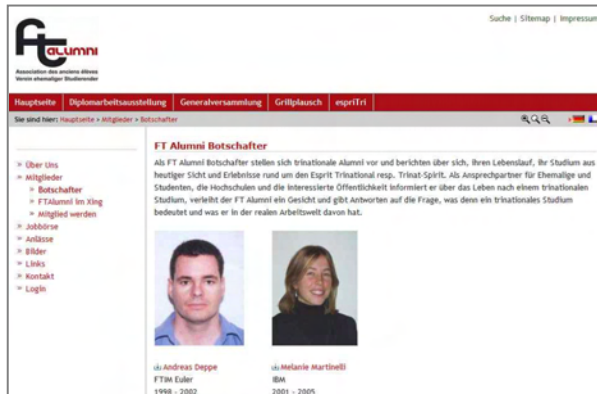 Suche | Sitemap | Impressum
FT ALUMNI
Association des anciens élèves
Verein ehemaliger Studierender
Hauptseite | Diplomarbeitsausstellung | Generalversammlung | Grillplausch | espriTri
Sie sind hier: Hauptseite » Mitglieder » Botschafter
» Über Uns
» Mitglieder
» Botschafter
» FTAlumni im Xing
» Mitglied werden
» Jobbörse
» Anlässe
» Bilder
» Links
» Kontakt
» Login
FT Alumni Botschafter
Als FT Alumni Botschafter stellen sich trinationale Alumni vor und berichten über sich, ihren Lebenslauf, ihr Studium aus
heutiger Sicht und Erlebnisse rund um den Esprit Trinational resp. Trinat-Spirit. Als Ansprechpartner für Ehemalige und
Studenten, die Hochschulen und die interessierte Öffentlichkeit informiert er über das Leben nach einem trinationalen
Studium, verleiht der FT Alumni ein Gesicht und gibt Antworten auf die Frage, was denn ein trinationales Studium
bedeutet und was er in der realen Arbeitswelt davon hat.
Andreas Deppe
FTIM Euler
1998 - 2002
Melanie Martinelli
IBM
2001 - 2005